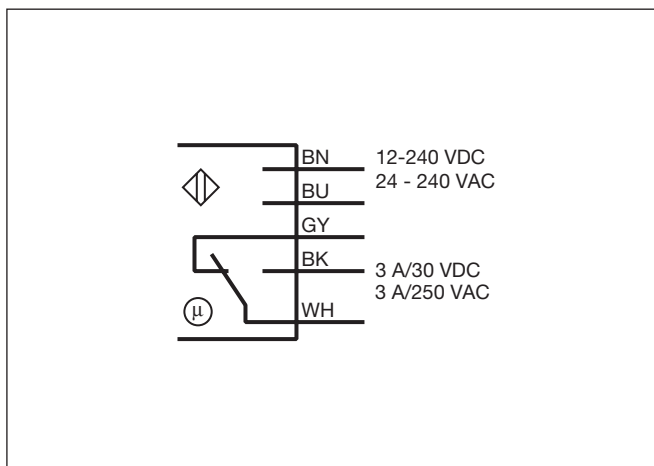 BN
12-240 VDC
24 - 240 VAC
BU
GY
BK
3 A/30 VDC
3 A/250 VAC
WH
μ